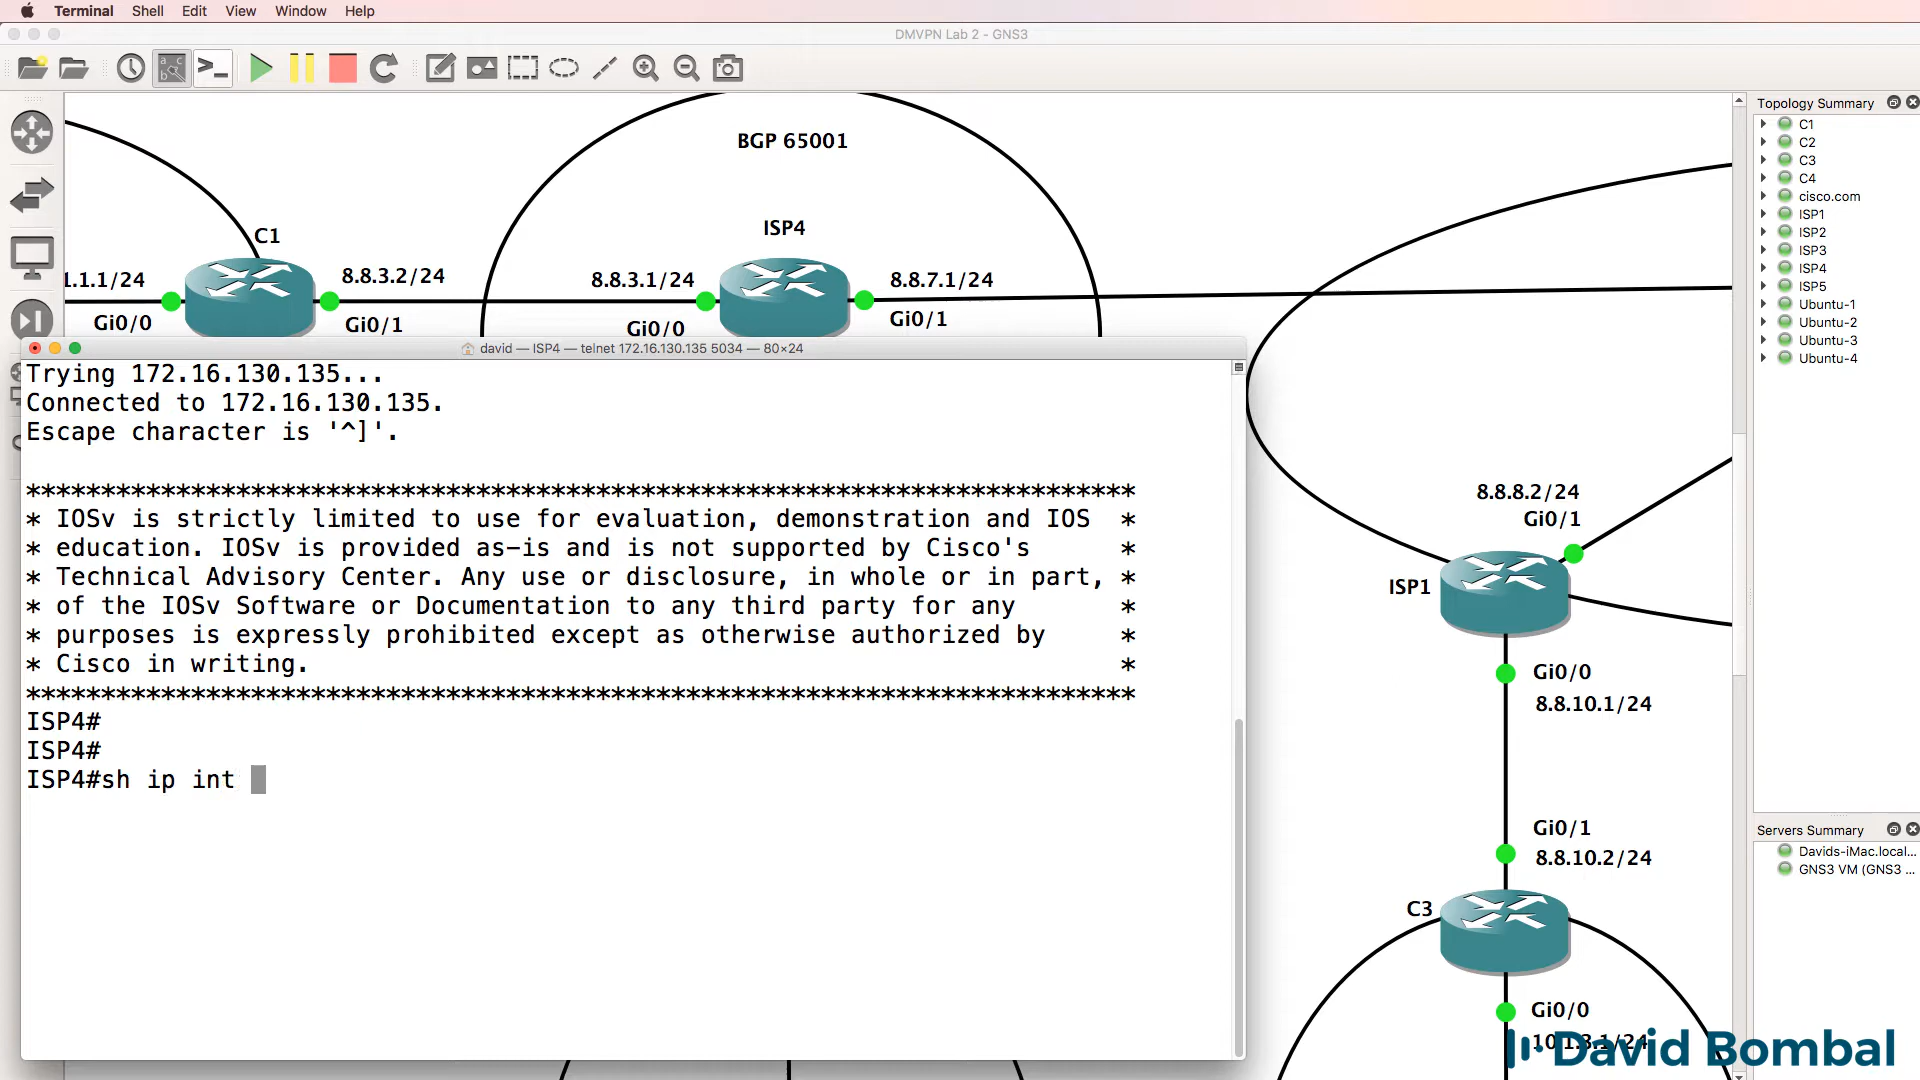 Terminal Shell Edit View Window Help
DMVPN Lab 2 - GNS3
BGP 65001
ISP4
C1
1.1.1/24
8.8.3.2/24
8.8.3.1/24
8.8.7.1/24
Gi0/0
Gi0/1
Gi0/0
Gi0/1
david — ISP4 — telnet 172.16.130.135 5034 — 80×24
Trying 172.16.130.135...
Connected to 172.16.130.135.
Escape character is '^]'.
**************************************************************************
* IOSv is strictly limited to use for evaluation, demonstration and IOS *
* education. IOSv is provided as-is and is not supported by Cisco's *
* Technical Advisory Center. Any use or disclosure, in whole or in part, *
* of the IOSv Software or Documentation to any third party for any *
* purposes is expressly prohibited except as otherwise authorized by *
* Cisco in writing. *
**************************************************************************
ISP4#
ISP4#
ISP4#sh ip int
8.8.8.2/24
Gi0/1
ISP1
Gi0/0
8.8.10.1/24
Gi0/1
8.8.10.2/24
C3
Gi0/0
10.1.3.1/24
David Bombal
Topology Summary
C1
C2
C3
C4
cisco.com
ISP1
ISP2
ISP3
ISP4
ISP5
Ubuntu-1
Ubuntu-2
Ubuntu-3
Ubuntu-4
Servers Summary
Davids-iMac.local...
GNS3 VM (GNS3 ...